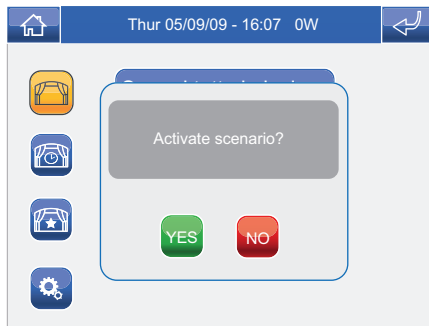 Thur 05/09/09 - 16:07 0W
Activate scenario?
YES
NO